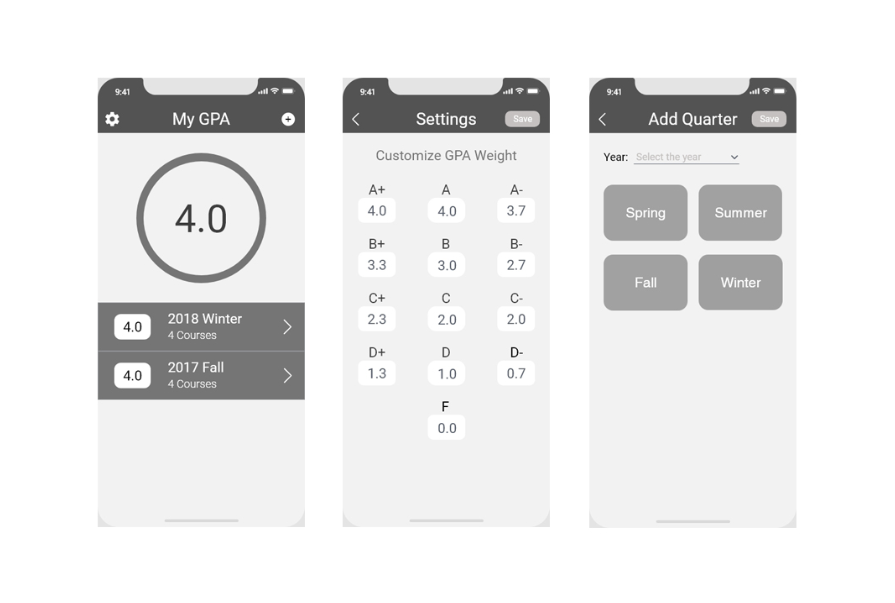 9:41
My GPA
4.0
4.0
2018 Winter
4 Courses
4.0
2017 Fall
4 Courses
9:41
Settings
Save
Customize GPA Weight
A+ A A-
4.0 4.0 3.7
B+ B B-
3.3 3.0 2.7
C+ C C-
2.3 2.0 2.0
D+ D D-
1.3 1.0 0.7
F
0.0
9:41
Add Quarter
Save
Year: Select the year
Spring Summer
Fall Winter